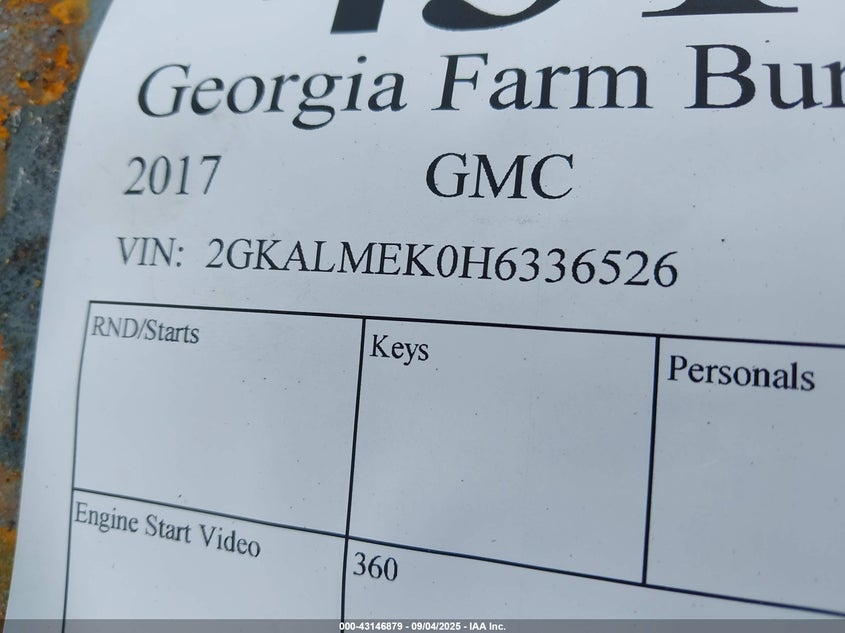 Georgia Farm Bur
2017 GMC
VIN: 2GKALMEK0H6336526
RND/Starts Keys Personals
Engine Start Video 360
000-43146879 - 09/04/2025 - IAA Inc.